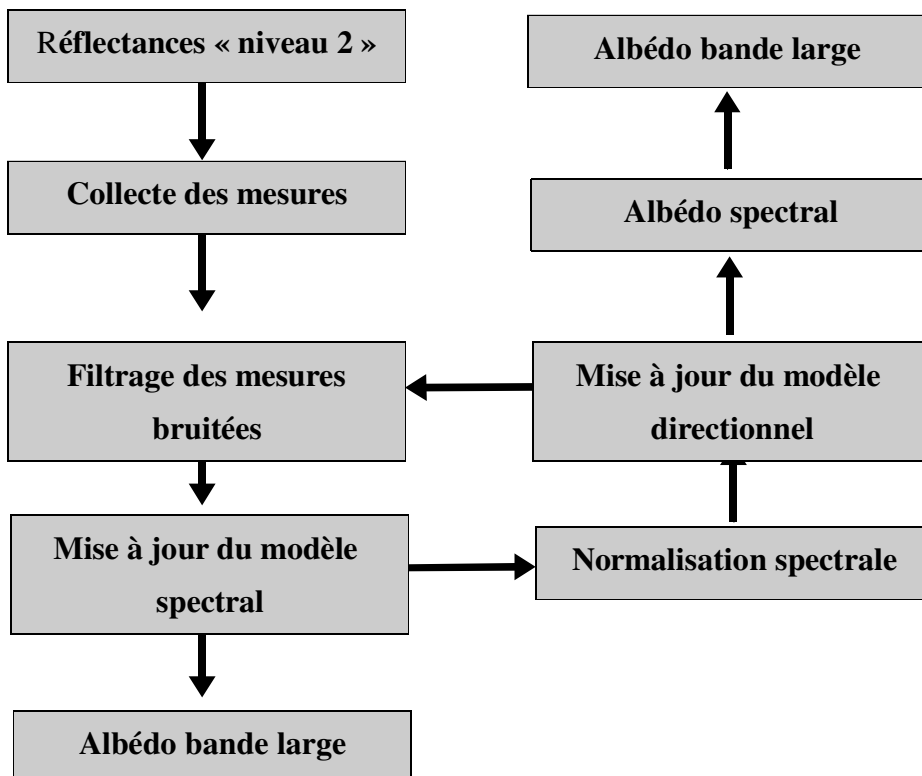 Réflectances « niveau 2 »
Collecte des mesures
Filtrage des mesures
bruitées
Mise à jour du modèle
spectral
Albédo bande large
Albédo bande large
Albédo spectral
Mise à jour du modèle
directionnel
Normalisation spectrale